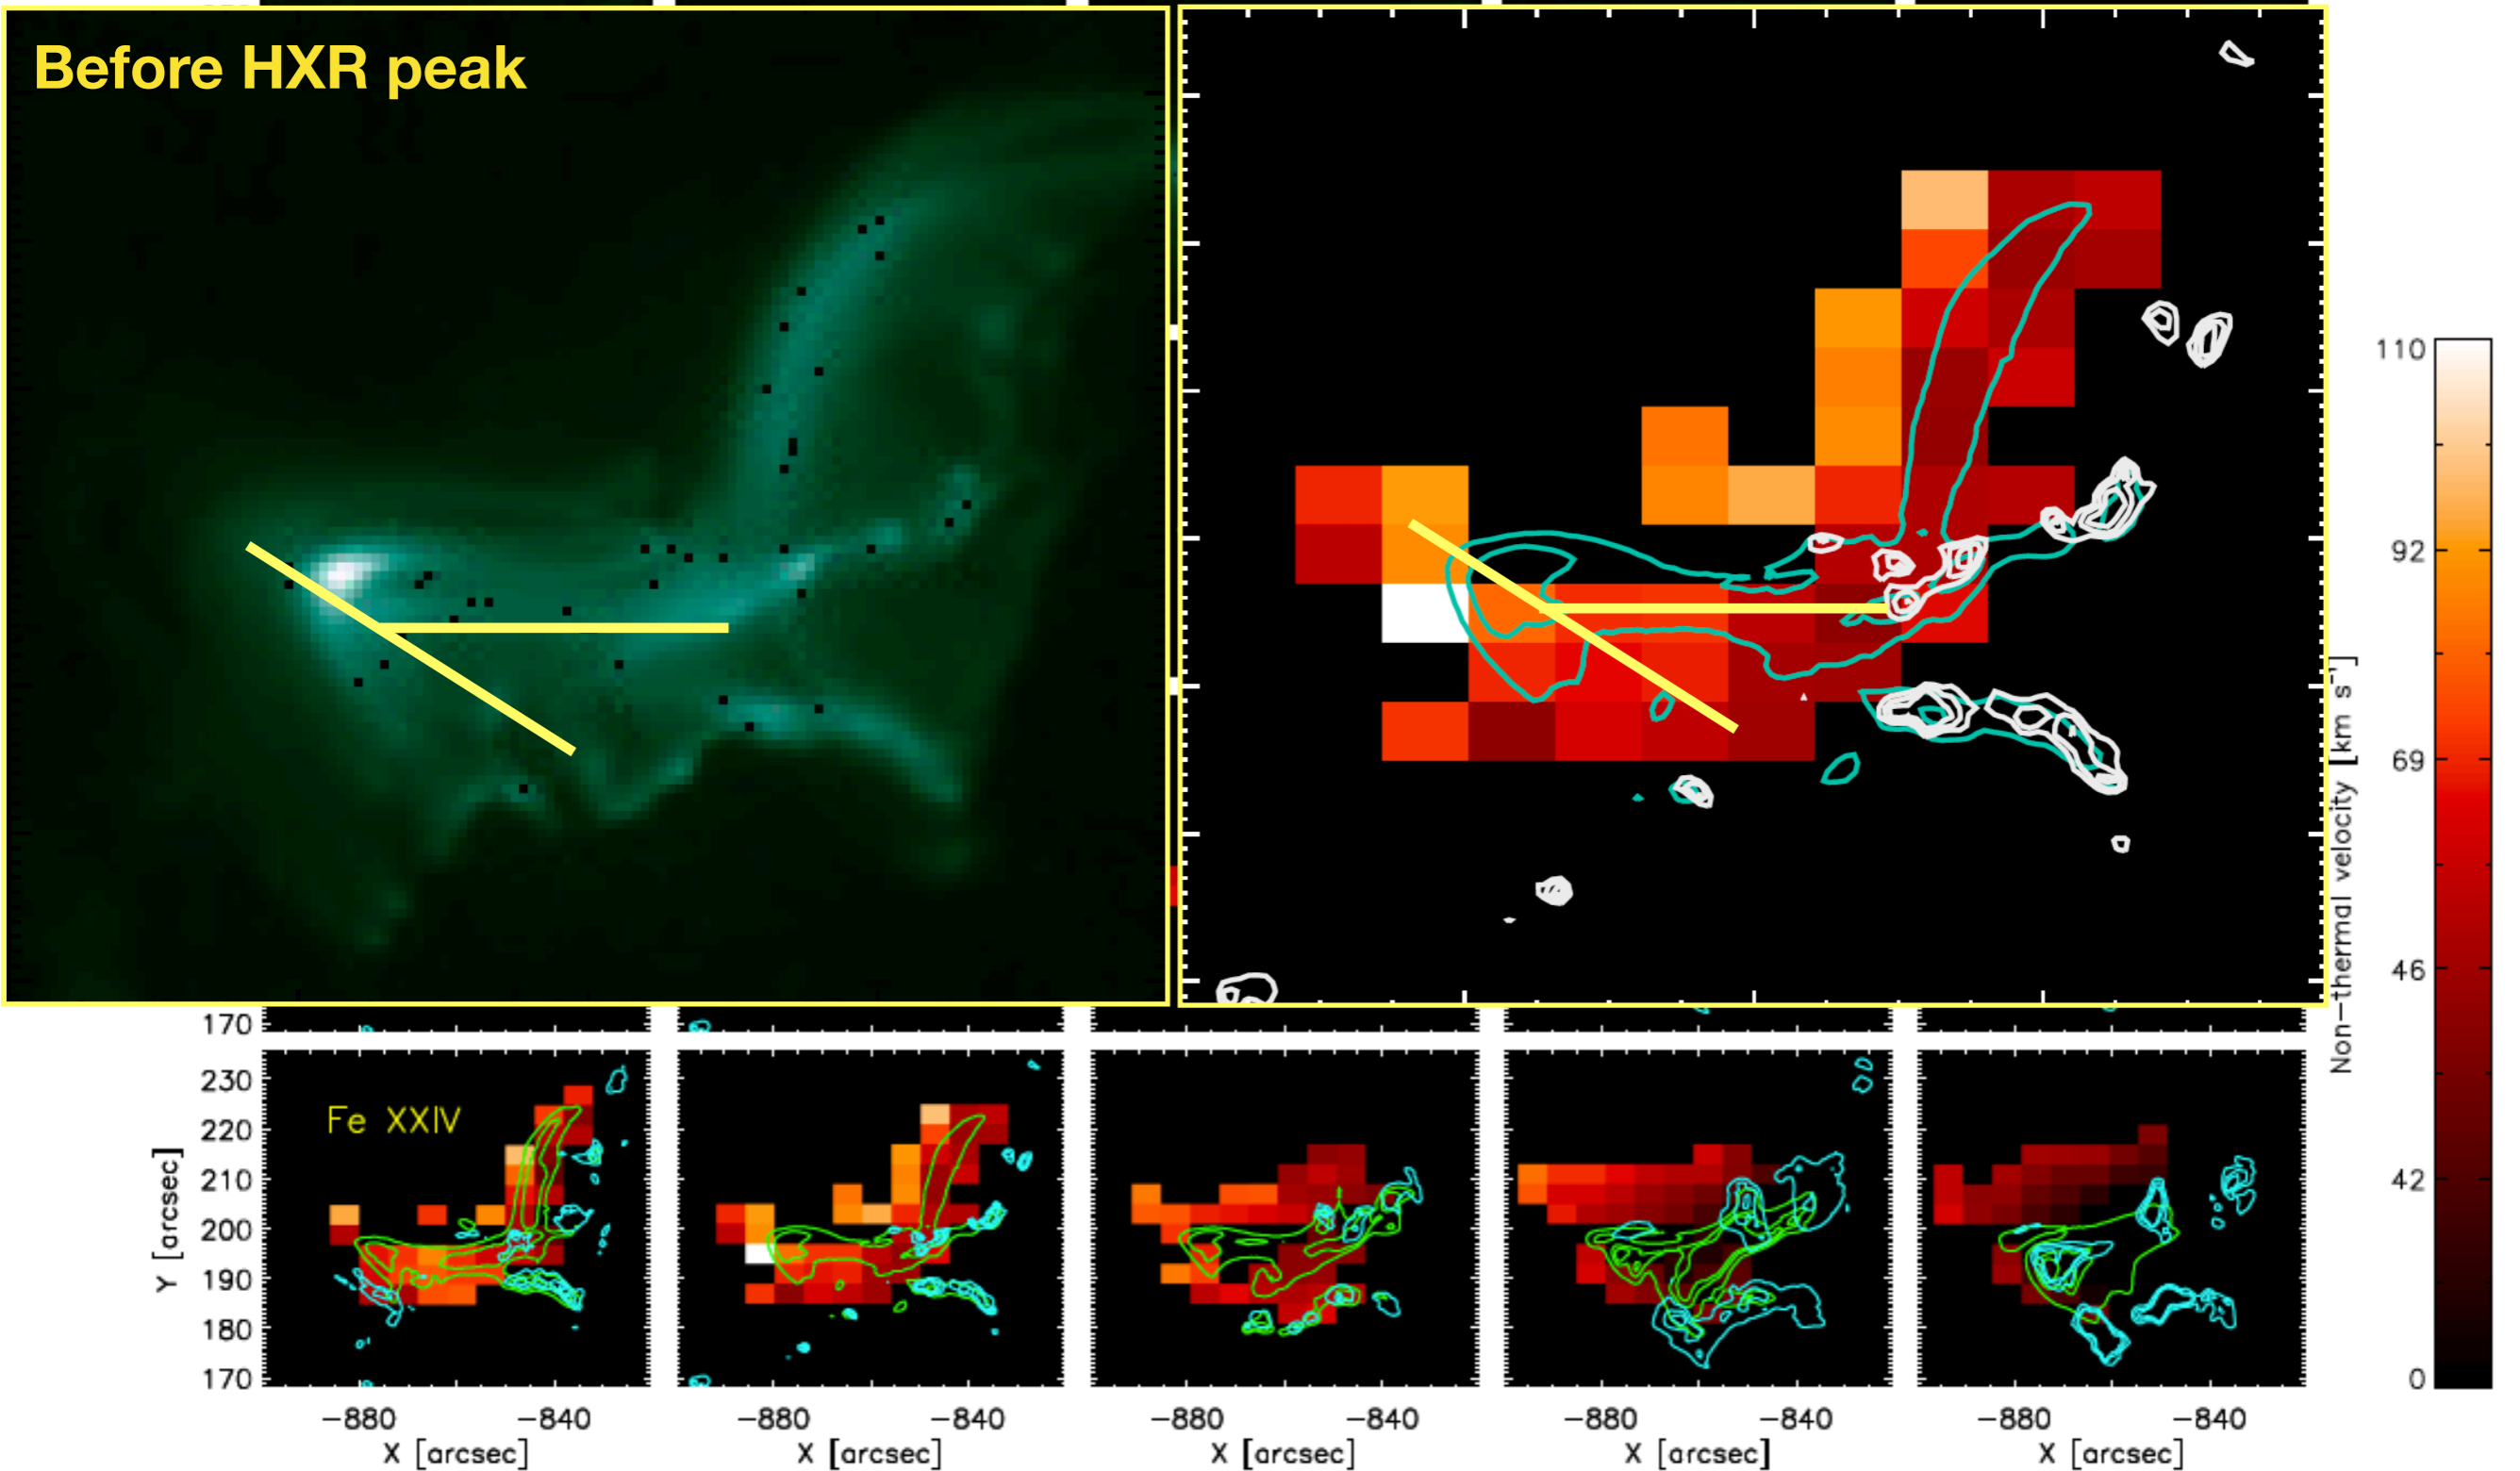 Before HXR peak
110
92
69
46
42
0
Non-thermal velocity [km s⁻¹]
170
230
220
210
200
190
180
170
Y [arcsec]
Fe XXIV
-880 -840
X [arcsec]
-880 -840
X [arcsec]
-880 -840
X [arcsec]
-880 -840
X [arcsec]
-880 -840
X [arcsec]